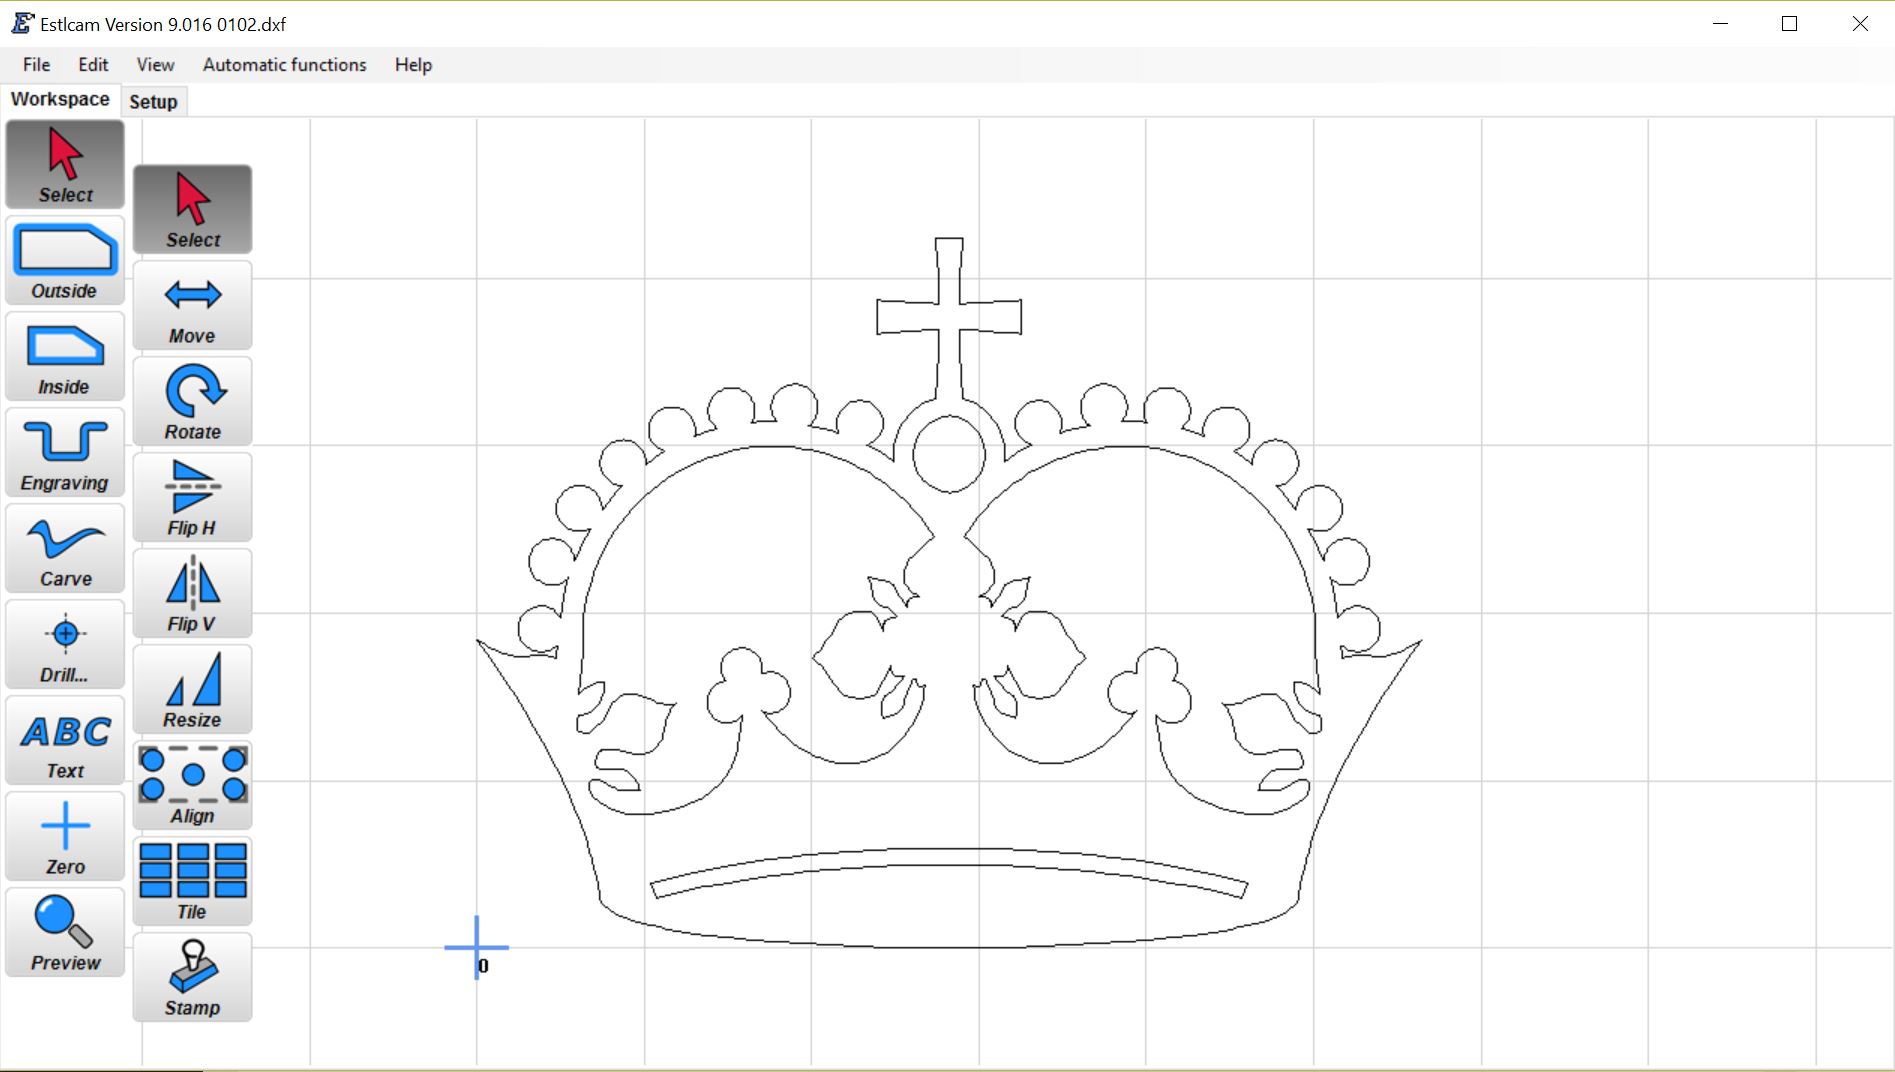 Estlcam Version 9.016 0102.dxf
File Edit View Automatic functions Help
Workspace Setup
Select
Outside
Inside
Engraving
Carve
Drill...
ABC
Text
Zero
Preview
Select
Move
Rotate
Flip H
Flip V
Resize
Align
Tile
Stamp
0